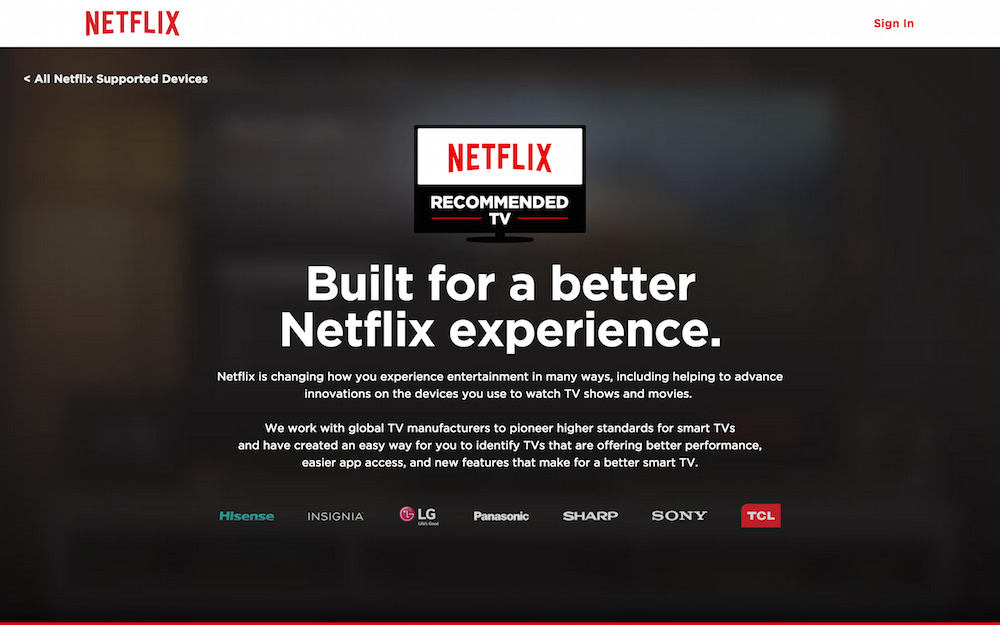 NETFLIX
Sign In
< All Netflix Supported Devices
NETFLIX
RECOMMENDED
TV
Built for a better
Netflix experience.
Netflix is changing how you experience entertainment in many ways, including helping to advance
innovations on the devices you use to watch TV shows and movies.
We work with global TV manufacturers to pioneer higher standards for smart TVs
and have created an easy way for you to identify TVs that are offering better performance,
easier app access, and new features that make for a better smart TV.
Hisense INSIGNIA LG Life's Good Panasonic SHARP SONY TCL